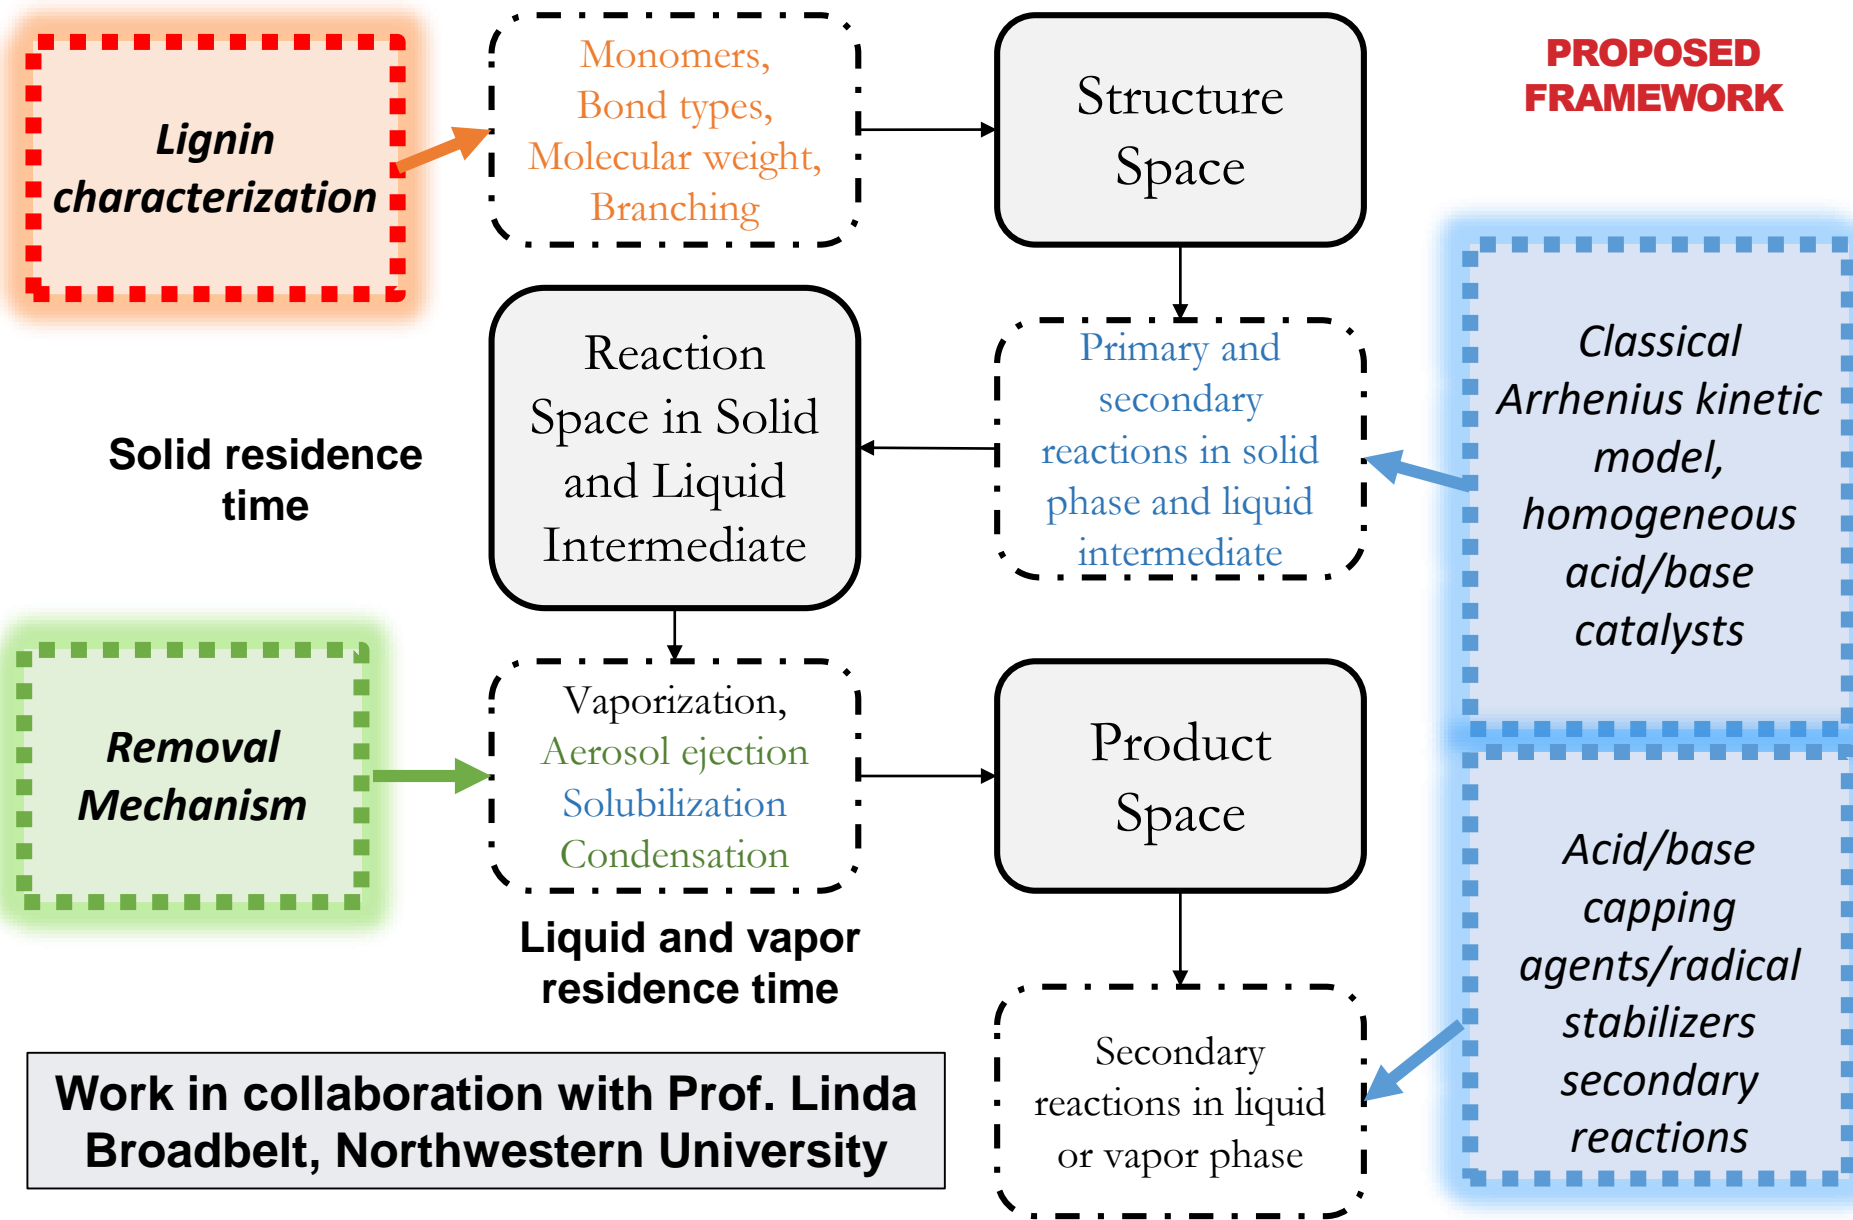 PROPOSED
FRAMEWORK
Lignin
characterization
Monomers,
Bond types,
Molecular weight,
Branching
Structure
Space
Reaction
Space in Solid
and Liquid
Intermediate
Primary and
secondary
reactions in solid
phase and liquid
intermediate
Classical
Arrhenius kinetic
model,
homogeneous
acid/base
catalysts
Solid residence
time
Removal
Mechanism
Vaporization,
Aerosol ejection
Solubilization
Condensation
Product
Space
Liquid and vapor
residence time
Secondary
reactions in liquid
or vapor phase
Acid/base
capping
agents/radical
stabilizers
secondary
reactions
Work in collaboration with Prof. Linda
Broadbelt, Northwestern University